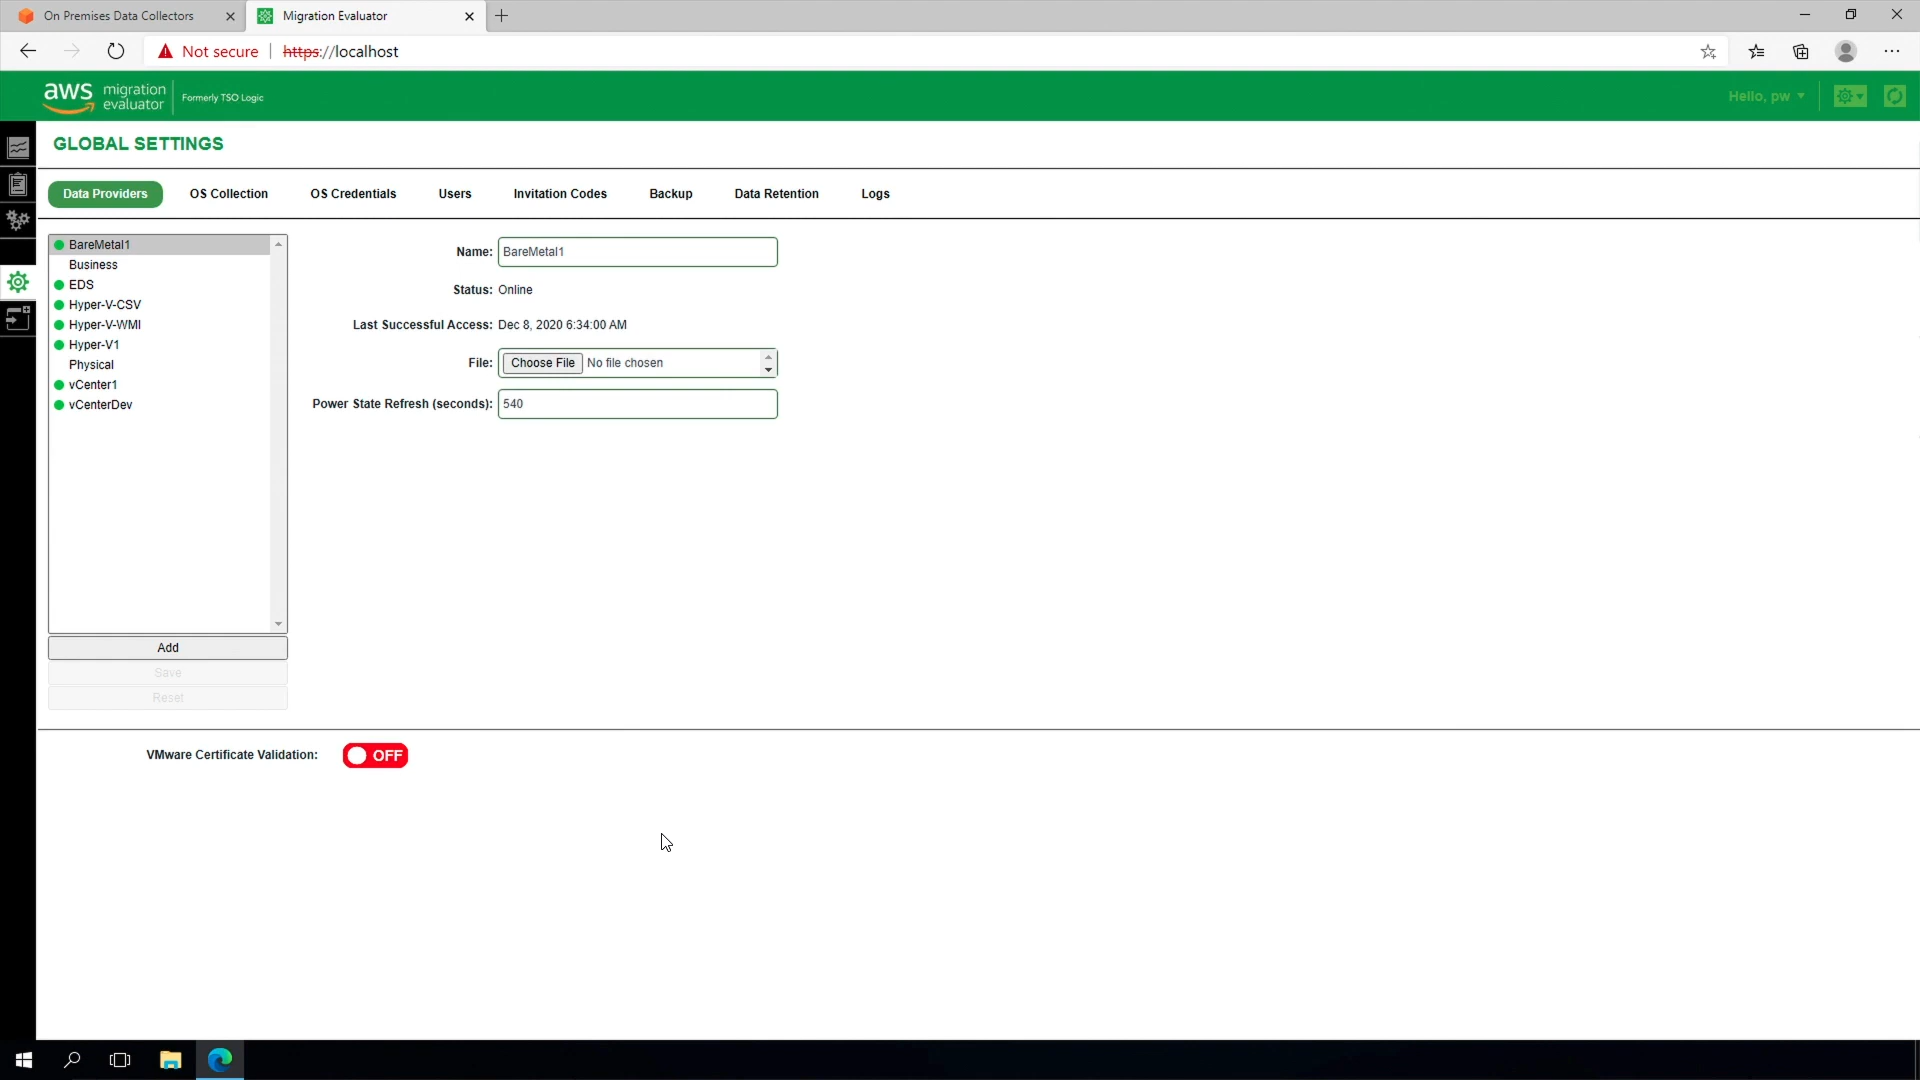 On Premises Data Collectors
Migration Evaluator
Not secure
https://localhost
aws migration evaluator
Formerly TSO Logic
Hello, pw
GLOBAL SETTINGS
Data Providers
OS Collection
OS Credentials
Users
Invitation Codes
Backup
Data Retention
Logs
BareMetal1
Business
EDS
Hyper-V-CSV
Hyper-V-WMI
Hyper-V1
Physical
vCenter1
vCenterDev
Name: BareMetal1
Status: Online
Last Successful Access: Dec 8, 2020 6:34:00 AM
File: Choose File No file chosen
Power State Refresh (seconds): 540
Add
Save
Reset
VMware Certificate Validation: OFF